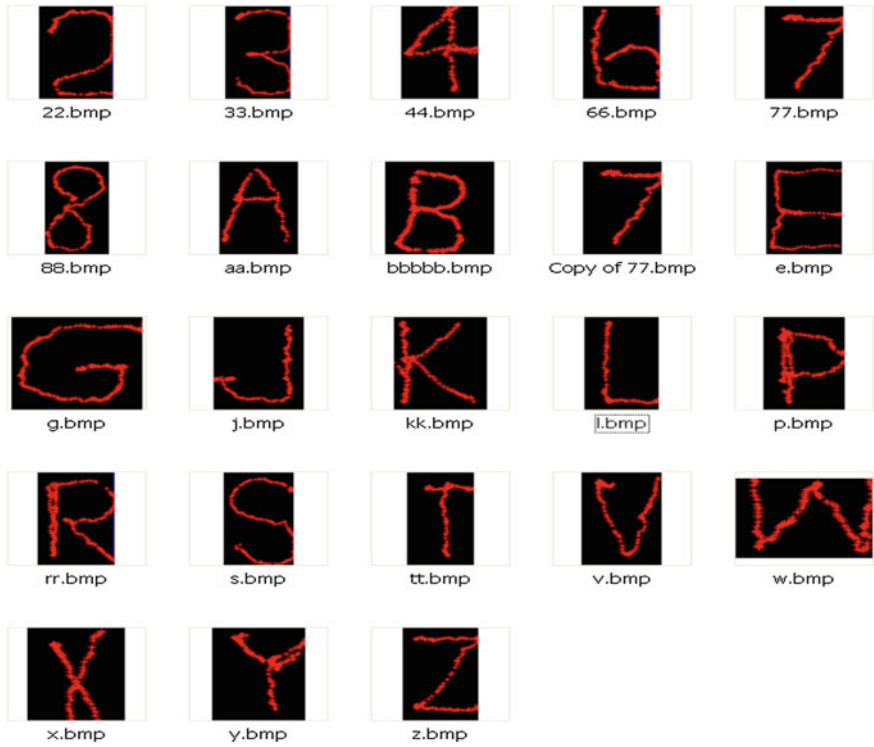 2 3 4 6 7
22.bmp 33.bmp 44.bmp 66.bmp 77.bmp
8 A B 7 E
88.bmp aa.bmp bbbbb.bmp Copy of 77.bmp e.bmp
G J K L P
g.bmp j.bmp kk.bmp l.bmp p.bmp
R S T V W
rr.bmp s.bmp tt.bmp v.bmp w.bmp
X Y Z
x.bmp y.bmp z.bmp